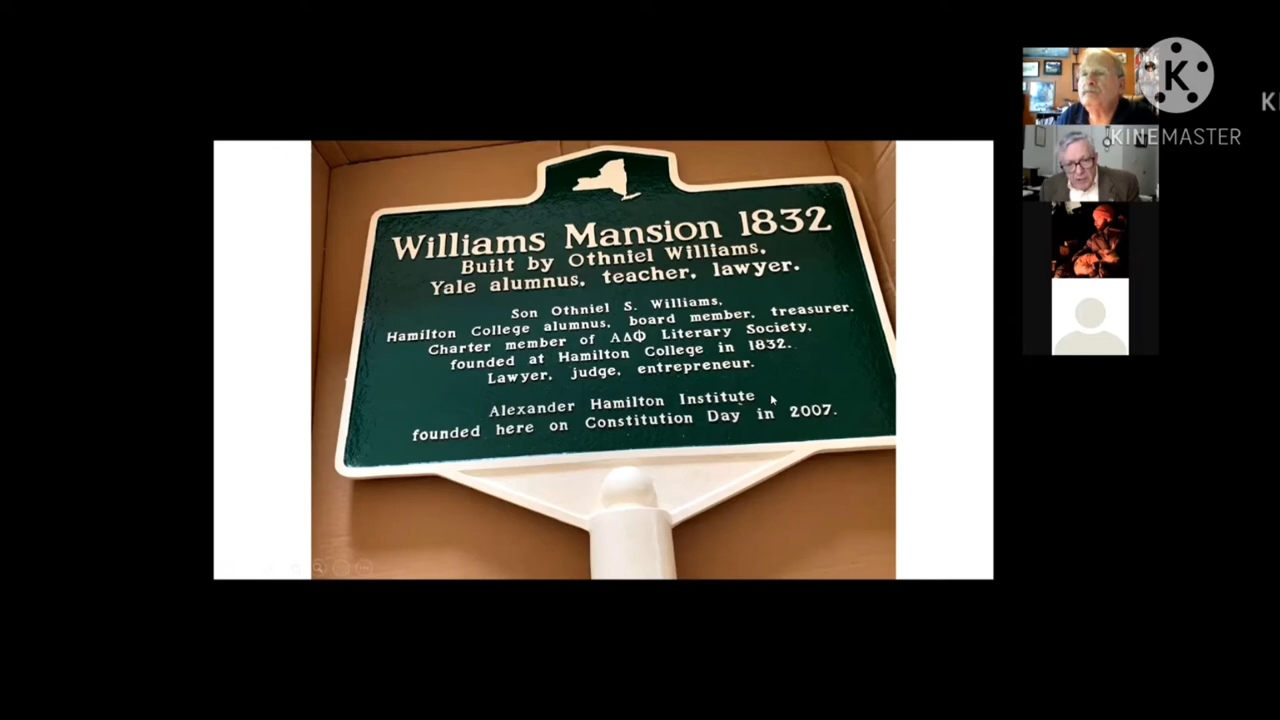 Williams Mansion 1832
Built by Othniel Williams,
Yale alumnus, teacher, lawyer.
Son Othniel S. Williams,
Hamilton College alumnus, board member, treasurer.
Charter member of ΑΔΦ Literary Society,
founded at Hamilton College in 1832.
Lawyer, judge, entrepreneur.
Alexander Hamilton Institute
founded here on Constitution Day in 2007.
K
KINEMASTER
K